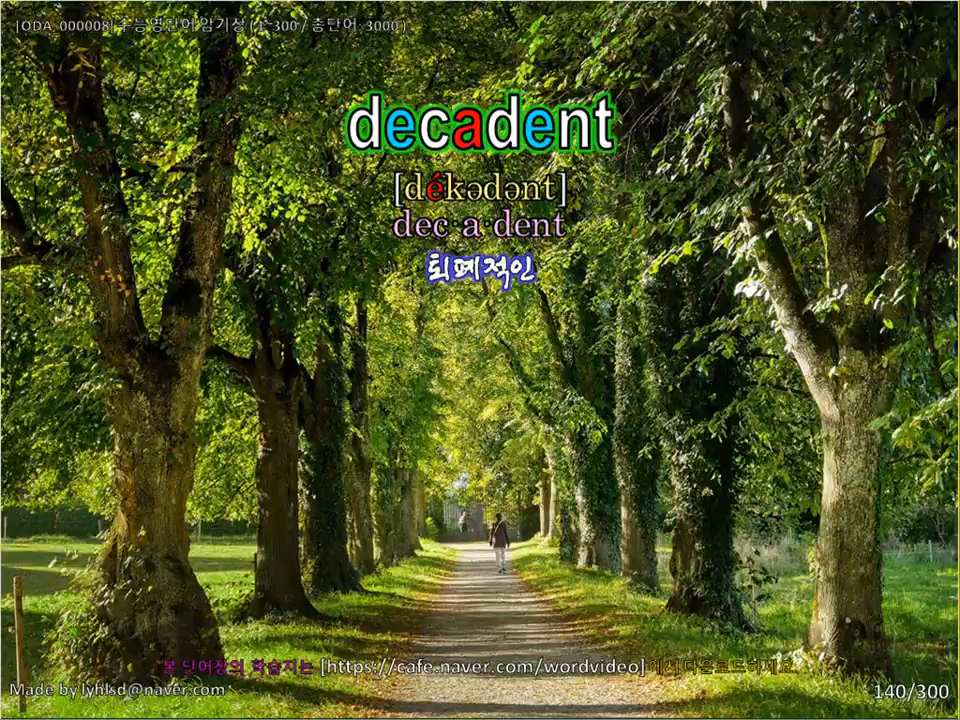 [ODA_000008] 수능영단어 암기장 ( 1~300 / 총단어: 3000 )
decadent
[dékədənt]
dec·a·dent
퇴폐적인
본 단어장의 학습지는 [https://cafe.naver.com/wordvideo]에서 다운로드하세요
Made by lyhlsd@naver.com
140/300